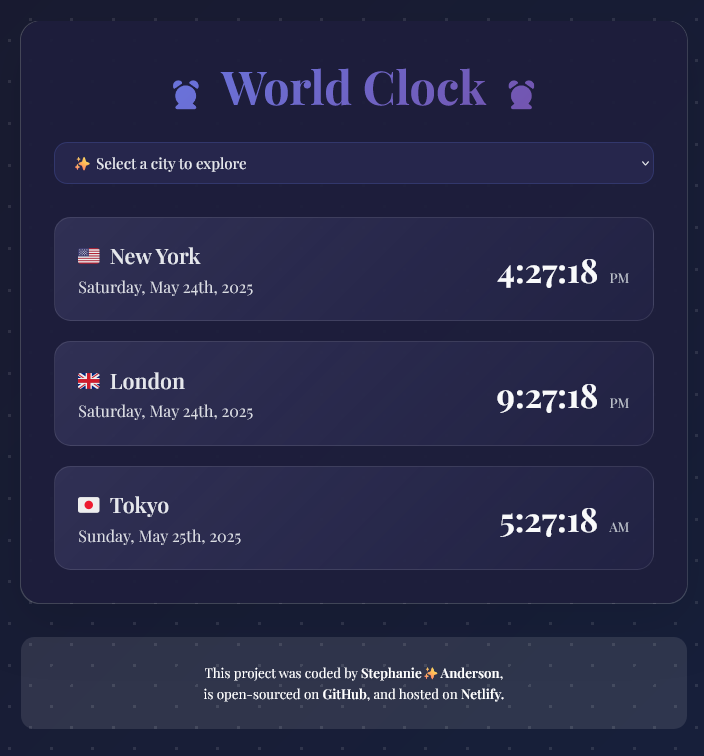 World Clock
✨ Select a city to explore
New York
Saturday, May 24th, 2025
4:27:18 PM
London
Saturday, May 24th, 2025
9:27:18 PM
Tokyo
Sunday, May 25th, 2025
5:27:18 AM
This project was coded by Stephanie ✨ Anderson,
is open-sourced on GitHub, and hosted on Netlify.